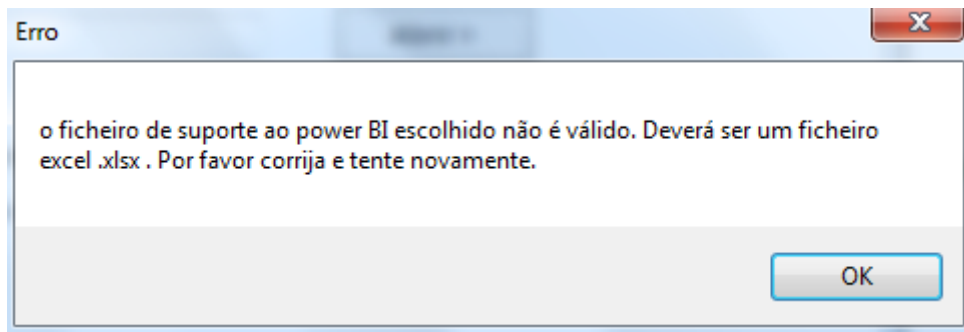 Erro
o ficheiro de suporte ao power BI escolhido não é válido. Deverá ser um ficheiro
excel .xlsx . Por favor corrija e tente novamente.
OK